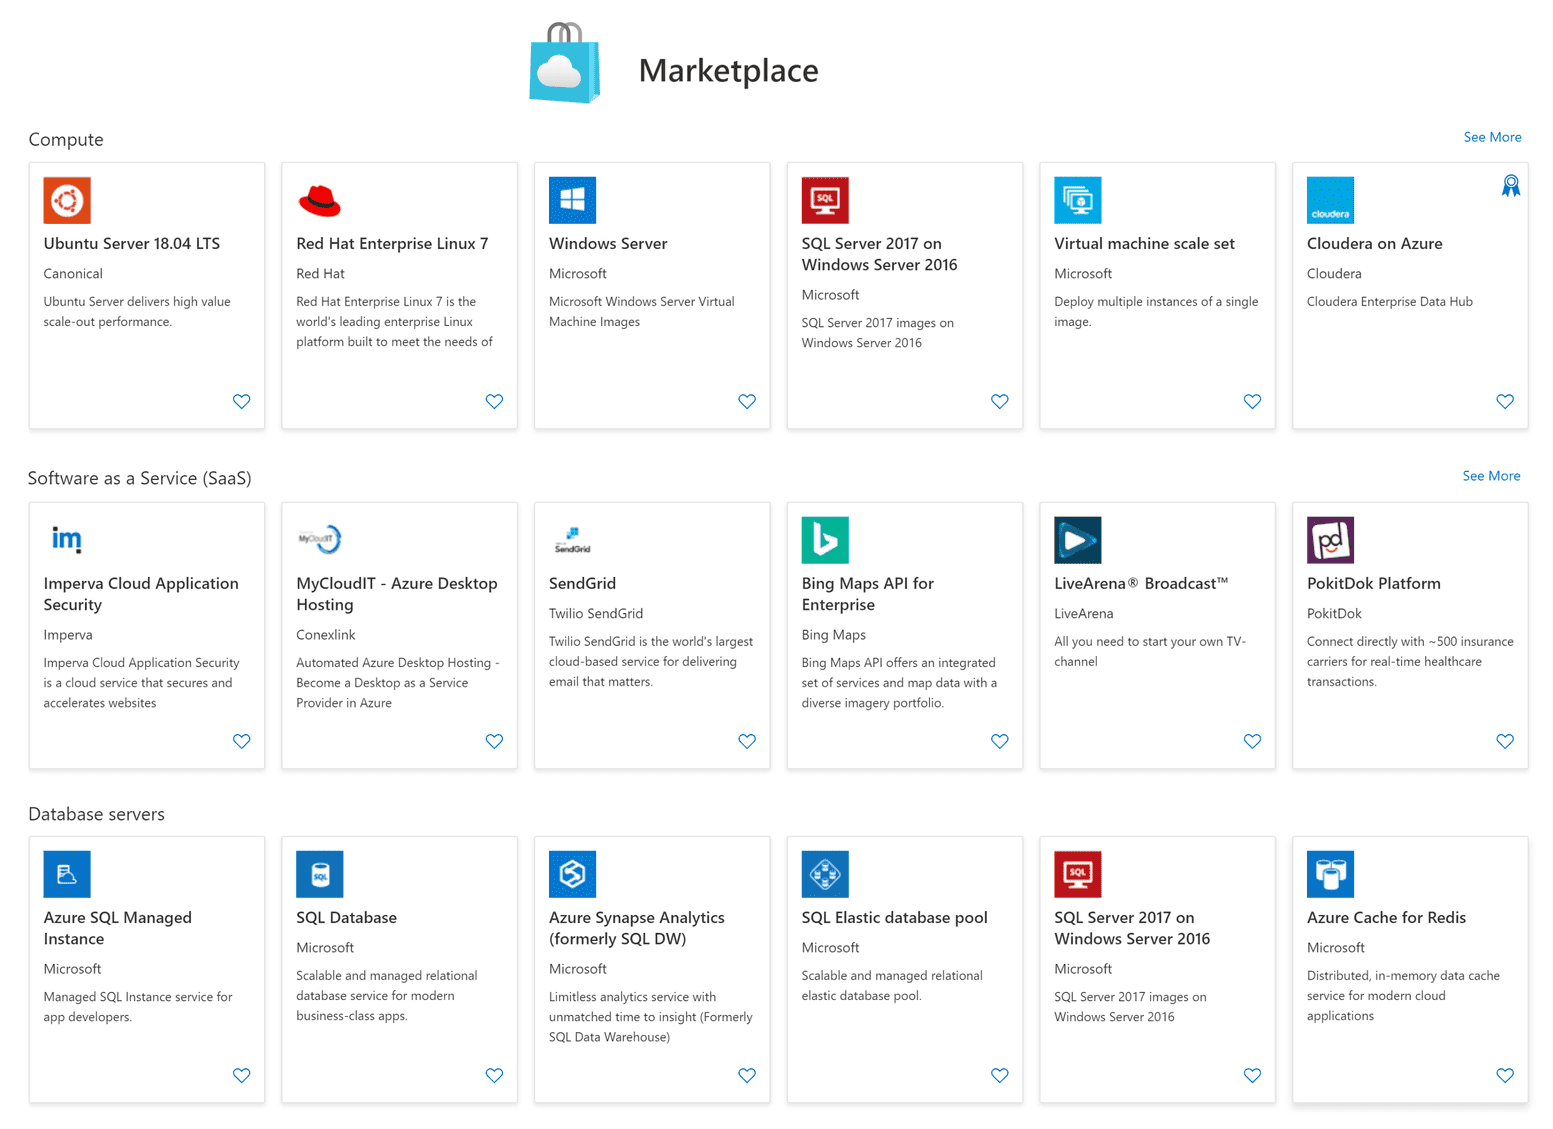 Marketplace
Compute
See More
Ubuntu Server 18.04 LTS
Canonical
Ubuntu Server delivers high value
scale-out performance.
Red Hat Enterprise Linux 7
Red Hat
Red Hat Enterprise Linux 7 is the
world's leading enterprise Linux
platform built to meet the needs of
Windows Server
Microsoft
Microsoft Windows Server Virtual
Machine Images
SQL
SQL Server 2017 on
Windows Server 2016
Microsoft
SQL Server 2017 images on
Windows Server 2016
Virtual machine scale set
Microsoft
Deploy multiple instances of a single
image.
cloudera
Cloudera on Azure
Cloudera
Cloudera Enterprise Data Hub
Software as a Service (SaaS)
See More
im
Imperva Cloud Application
Security
Imperva
Imperva Cloud Application Security
is a cloud service that secures and
accelerates websites
MyCloudIT
MyCloudIT - Azure Desktop
Hosting
Conexlink
Automated Azure Desktop Hosting -
Become a Desktop as a Service
Provider in Azure
SendGrid
SendGrid
Twilio SendGrid
Twilio SendGrid is the world's largest
cloud-based service for delivering
email that matters.
Bing Maps API for
Enterprise
Bing Maps
Bing Maps API offers an integrated
set of services and map data with a
diverse imagery portfolio.
LiveArena® Broadcast™
LiveArena
All you need to start your own TV-
channel
pd
PokitDok Platform
PokitDok
Connect directly with ~500 insurance
carriers for real-time healthcare
transactions.
Database servers
Azure SQL Managed
Instance
Microsoft
Managed SQL Instance service for
app developers.
SQL
SQL Database
Microsoft
Scalable and managed relational
database service for modern
business-class apps.
Azure Synapse Analytics
(formerly SQL DW)
Microsoft
Limitless analytics service with
unmatched time to insight (Formerly
SQL Data Warehouse)
SQL Elastic database pool
Microsoft
Scalable and managed relational
elastic database pool.
SQL
SQL Server 2017 on
Windows Server 2016
Microsoft
SQL Server 2017 images on
Windows Server 2016
Azure Cache for Redis
Microsoft
Distributed, in-memory data cache
service for modern cloud
applications